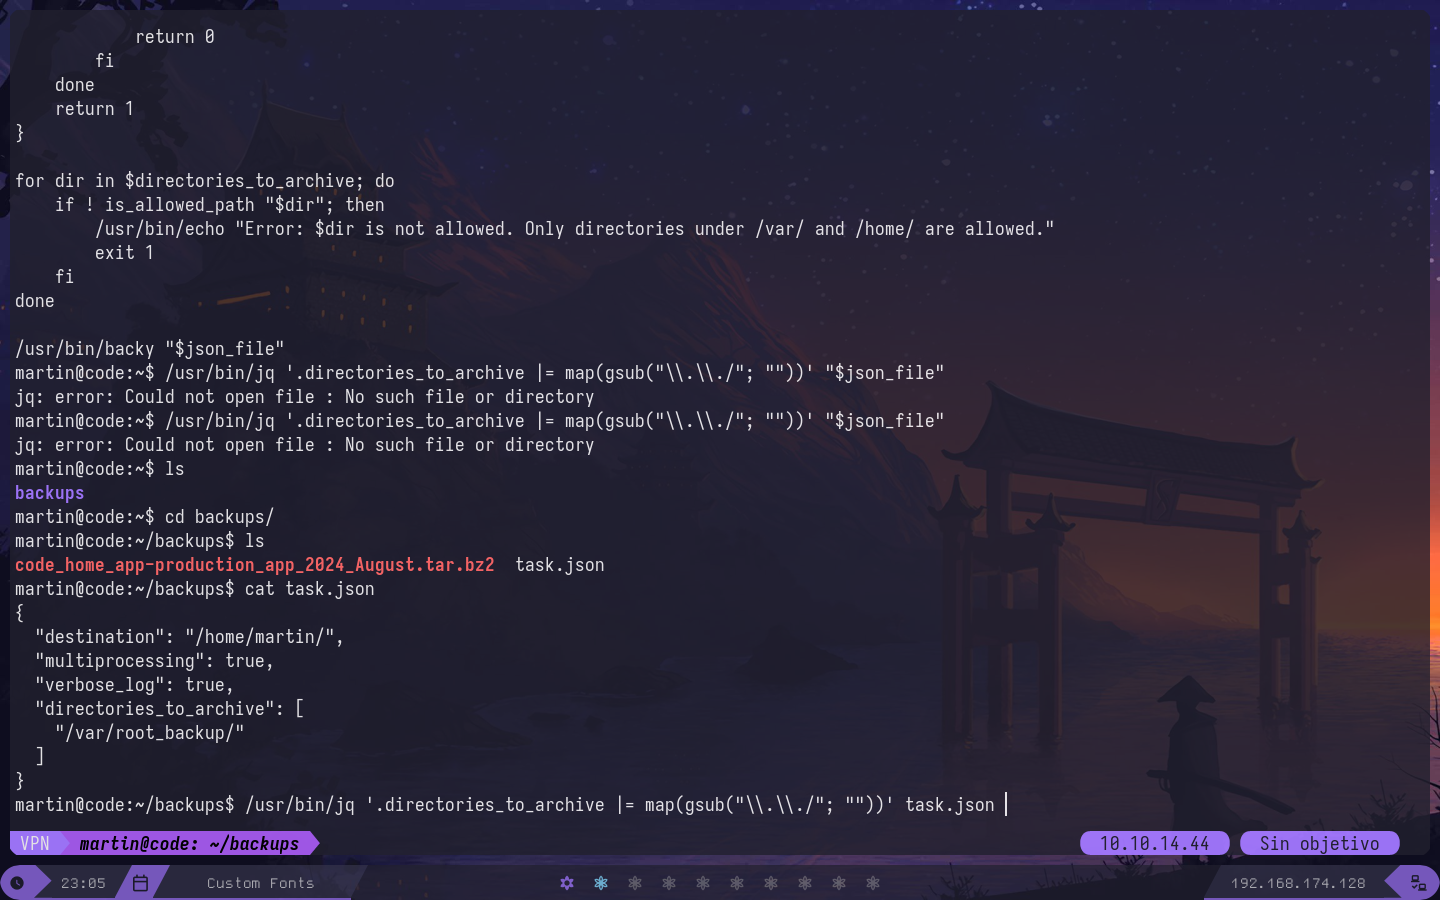 return 0
        fi
    done
    return 1
}

for dir in $directories_to_archive; do
    if ! is_allowed_path "$dir"; then
        /usr/bin/echo "Error: $dir is not allowed. Only directories under /var/ and /home/ are allowed."
        exit 1
    fi
done

/usr/bin/backy "$json_file"
martin@code:~$ /usr/bin/jq '.directories_to_archive |= map(gsub("\\.\\./"; ""))' "$json_file"
jq: error: Could not open file : No such file or directory
martin@code:~$ /usr/bin/jq '.directories_to_archive |= map(gsub("\\.\\./"; ""))' "$json_file"
jq: error: Could not open file : No such file or directory
martin@code:~$ ls
backups
martin@code:~$ cd backups/
martin@code:~/backups$ ls
code_home_app-production_app_2024_August.tar.bz2  task.json
martin@code:~/backups$ cat task.json
{
  "destination": "/home/martin/",
  "multiprocessing": true,
  "verbose_log": true,
  "directories_to_archive": [
    "/var/root_backup/"
  ]
}
martin@code:~/backups$ /usr/bin/jq '.directories_to_archive |= map(gsub("\\.\\./"; ""))' task.json
VPN martin@code: ~/backups 10.10.14.44 Sin objetivo
23:05 Custom Fonts 192.168.174.128